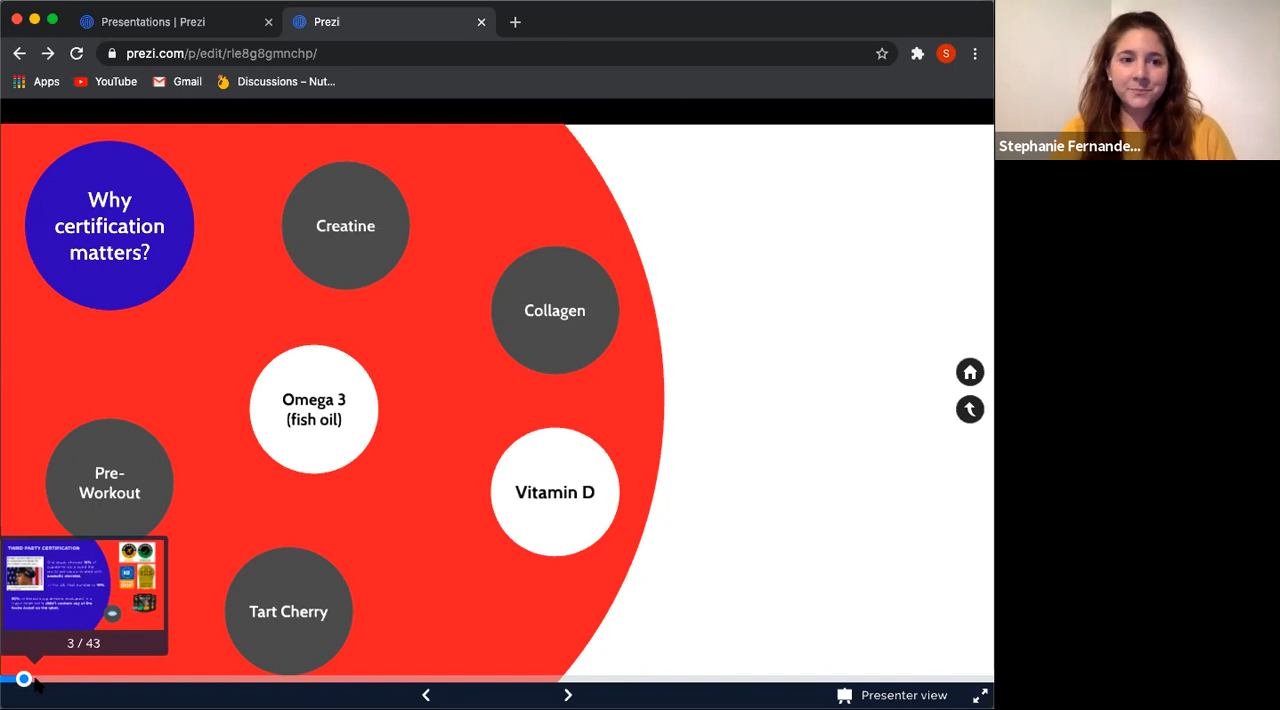 Presentations | Prezi
Prezi
prezi.com/p/edit/rle8g8gmnchp/
S
Apps
YouTube
Gmail
Discussions – Nut...
Stephanie Fernande...
Why
certification
matters?
Creatine
Collagen
Omega 3
(fish oil)
Pre-
Workout
Vitamin D
Tart Cherry
THIRD PARTY CERTIFICATION
3 / 43
Presenter view